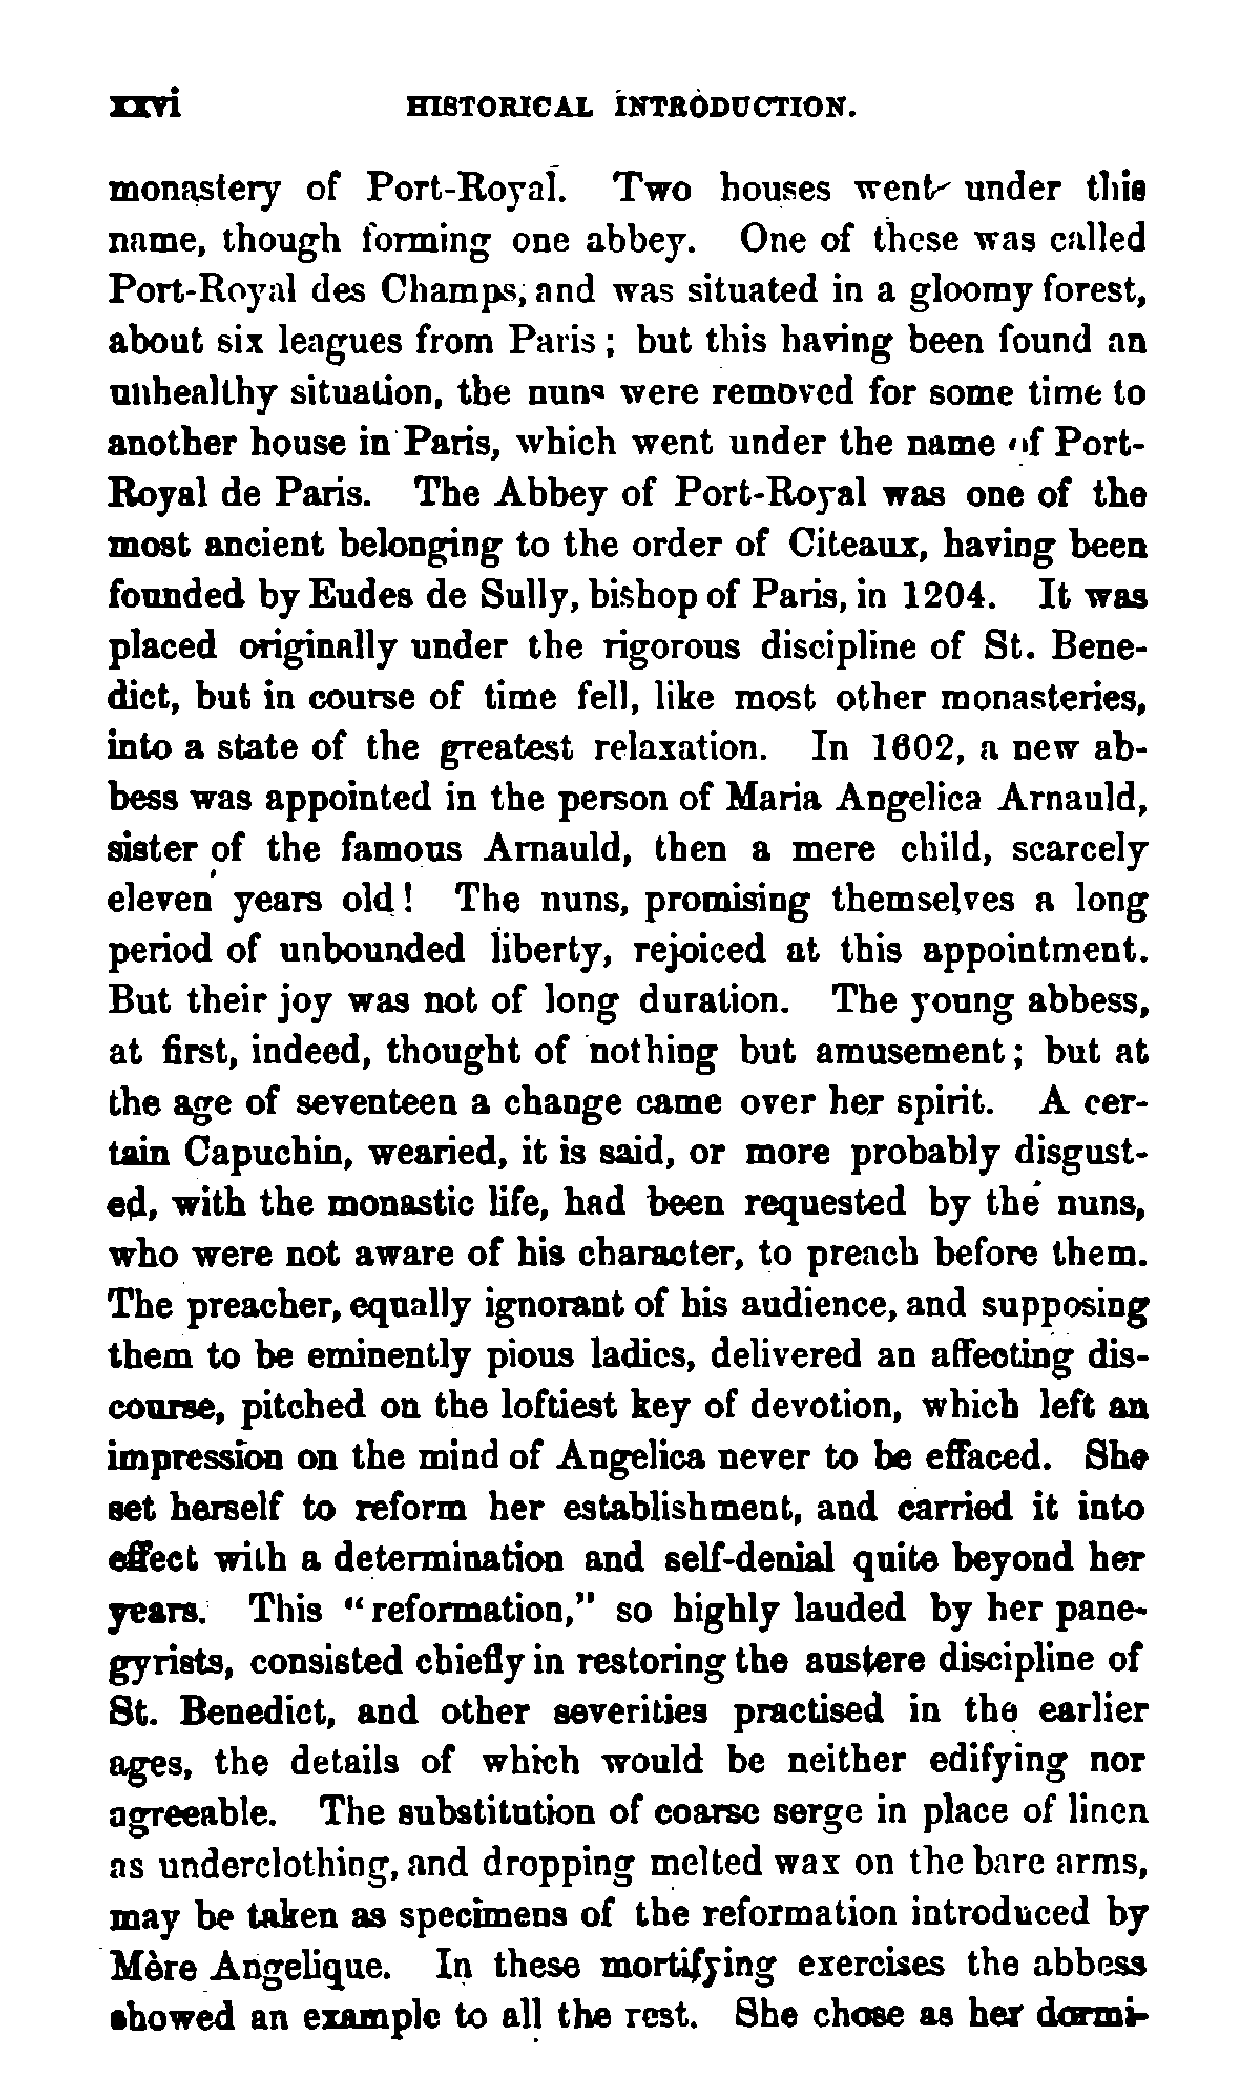 xxvi HISTORICAL INTRODUCTION.
monastery of Port-Royal. Two houses went under this
name, though forming one abbey. One of these was called
Port-Royal des Champs, and was situated in a gloomy forest,
about six leagues from Paris; but this having been found an
unhealthy situation, the nuns were removed for some time to
another house in Paris, which went under the name of Port-
Royal de Paris. The Abbey of Port-Royal was one of the
most ancient belonging to the order of Citeaux, having been
founded by Eudes de Sully, bishop of Paris, in 1204. It was
placed originally under the rigorous discipline of St. Bene-
dict, but in course of time fell, like most other monasteries,
into a state of the greatest relaxation. In 1602, a new ab-
bess was appointed in the person of Maria Angelica Arnauld,
sister of the famous Arnauld, then a mere child, scarcely
eleven years old! The nuns, promising themselves a long
period of unbounded liberty, rejoiced at this appointment.
But their joy was not of long duration. The young abbess,
at first, indeed, thought of nothing but amusement; but at
the age of seventeen a change came over her spirit. A cer-
tain Capuchin, wearied, it is said, or more probably disgust-
ed, with the monastic life, had been requested by the nuns,
who were not aware of his character, to preach before them.
The preacher, equally ignorant of his audience, and supposing
them to be eminently pious ladies, delivered an affecting dis-
course, pitched on the loftiest key of devotion, which left an
impression on the mind of Angelica never to be effaced. She
set herself to reform her establishment, and carried it into
effect with a determination and self-denial quite beyond her
years. This "reformation," so highly lauded by her pane-
gyrists, consisted chiefly in restoring the austere discipline of
St. Benedict, and other severities practised in the earlier
ages, the details of which would be neither edifying nor
agreeable. The substitution of coarse serge in place of linen
as underclothing, and dropping melted wax on the bare arms,
may be taken as specimens of the reformation introduced by
Mère Angelique. In these mortifying exercises the abbess
showed an example to all the rest. She chose as her dormi-